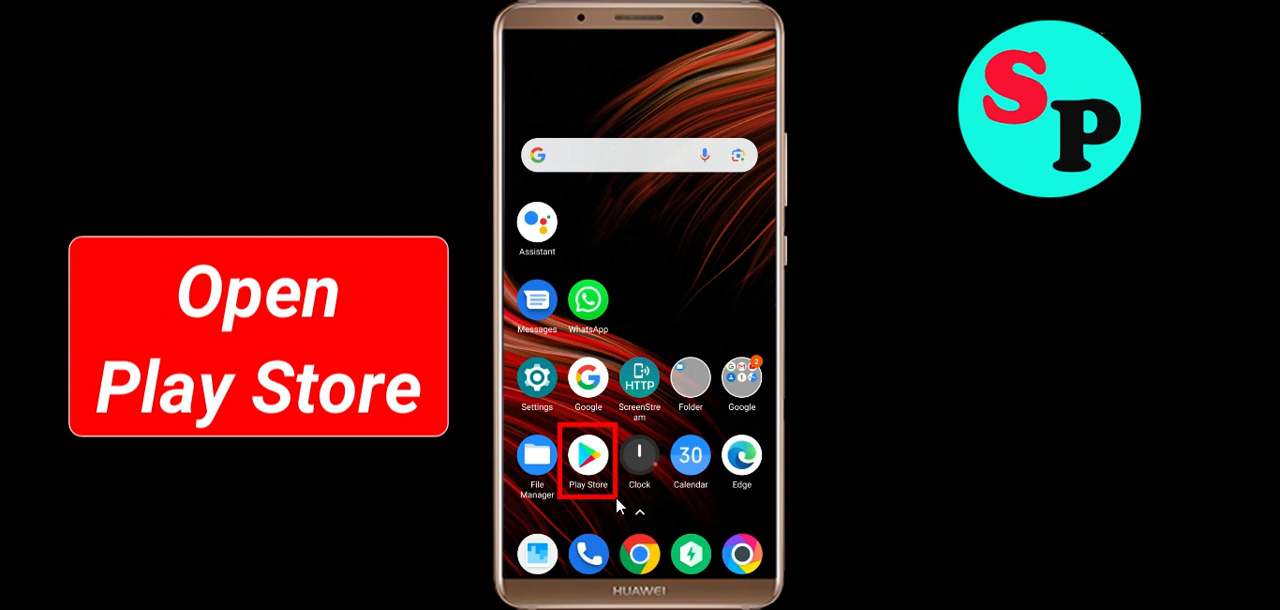 Open
Play Store
SP
Assistant
Messages
WhatsApp
HTTP
2
Settings
Google
ScreenStre
am
Folder
Google
30
File
Manager
Play Store
Clock
Calendar
Edge
HUAWEI